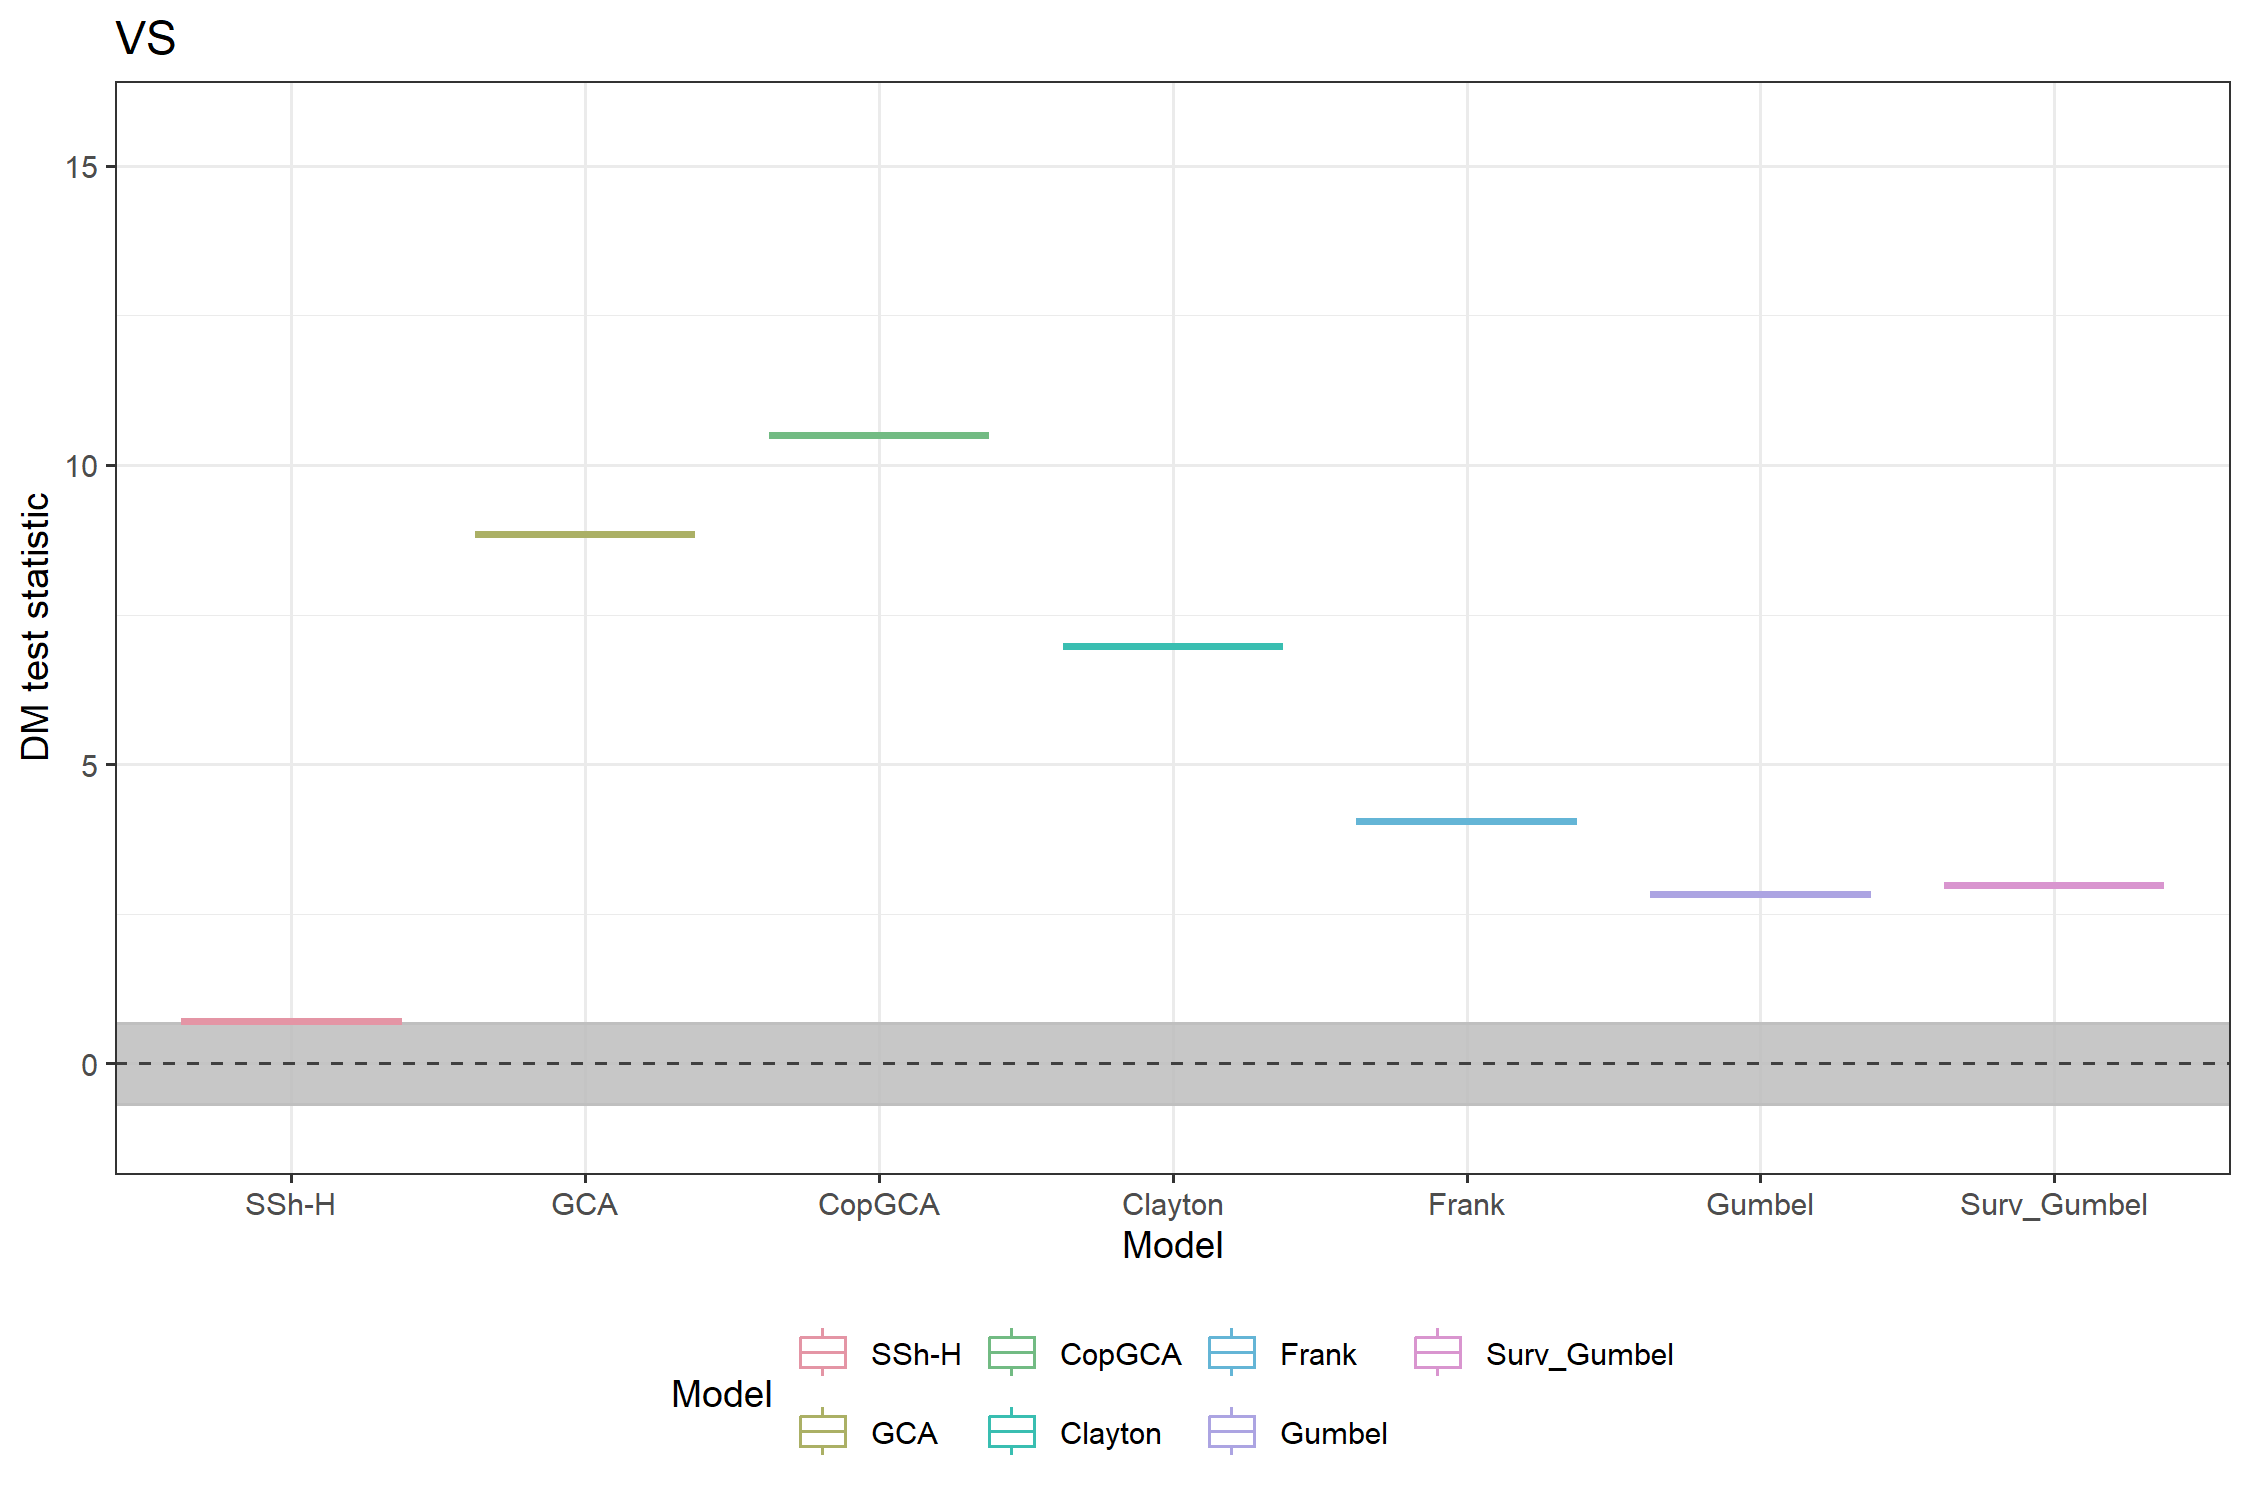 VS
DM test statistic
15
10
5
0
SSh-H GCA CopGCA Clayton Frank Gumbel Surv_Gumbel
Model
Model
SSh-H CopGCA Frank Surv_Gumbel
GCA Clayton Gumbel